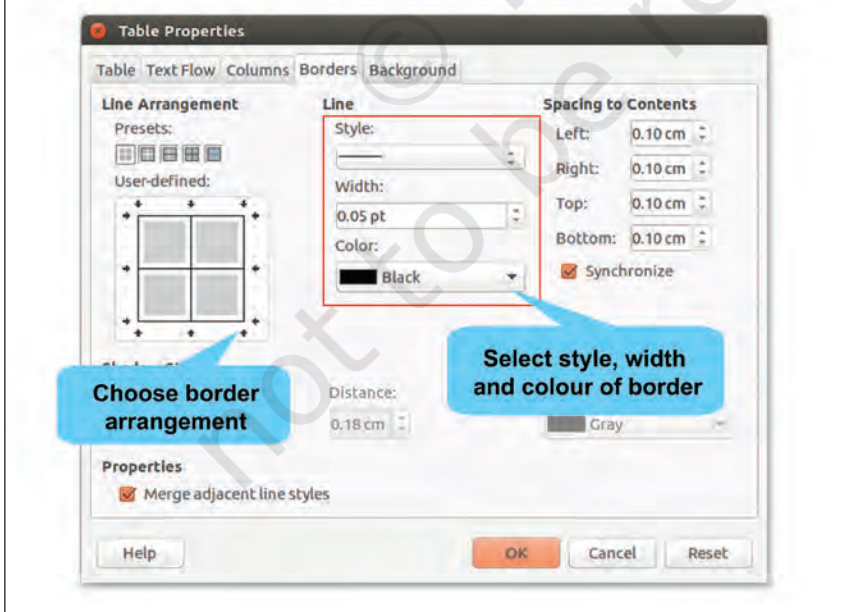 Table Properties
Table Text Flow Columns Borders Background
Line Arrangement
Presets:
User-defined:
Line
Style:
Width:
0.05 pt
Color:
Black
Spacing to Contents
Left: 0.10 cm
Right: 0.10 cm
Top: 0.10 cm
Bottom: 0.10 cm
Synchronize
Choose border
arrangement
Select style, width
and colour of border
Distance:
0.18 cm
Gray
Properties
Merge adjacent line styles
Help OK Cancel Reset
©
not to be